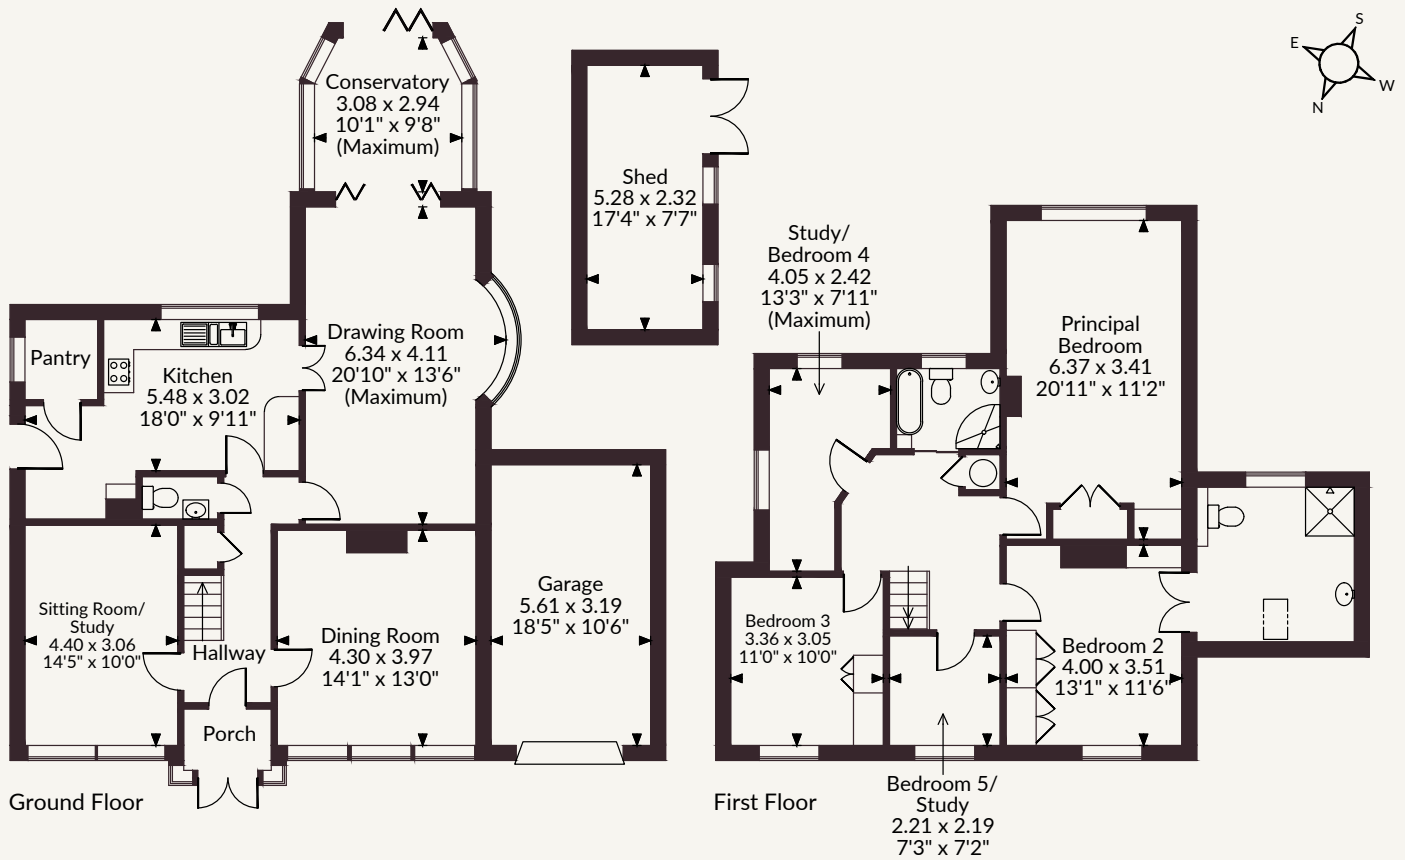 Conservatory
3.08 x 2.94
10'1" x 9'8"
(Maximum)
Shed
5.28 x 2.32
17'4" x 7'7"
S
E
W
N
Pantry
Kitchen
5.48 x 3.02
18'0" x 9'11"
Drawing Room
6.34 x 4.11
20'10" x 13'6"
(Maximum)
Sitting Room/
Study
4.40 x 3.06
14'5" x 10'0"
Hallway
Dining Room
4.30 x 3.97
14'1" x 13'0"
Garage
5.61 x 3.19
18'5" x 10'6"
Porch
Ground Floor
Study/
Bedroom 4
4.05 x 2.42
13'3" x 7'11"
(Maximum)
Principal
Bedroom
6.37 x 3.41
20'11" x 11'2"
Bedroom 3
3.36 x 3.05
11'0" x 10'0"
Bedroom 2
4.00 x 3.51
13'1" x 11'6"
Bedroom 5/
Study
2.21 x 2.19
7'3" x 7'2"
First Floor